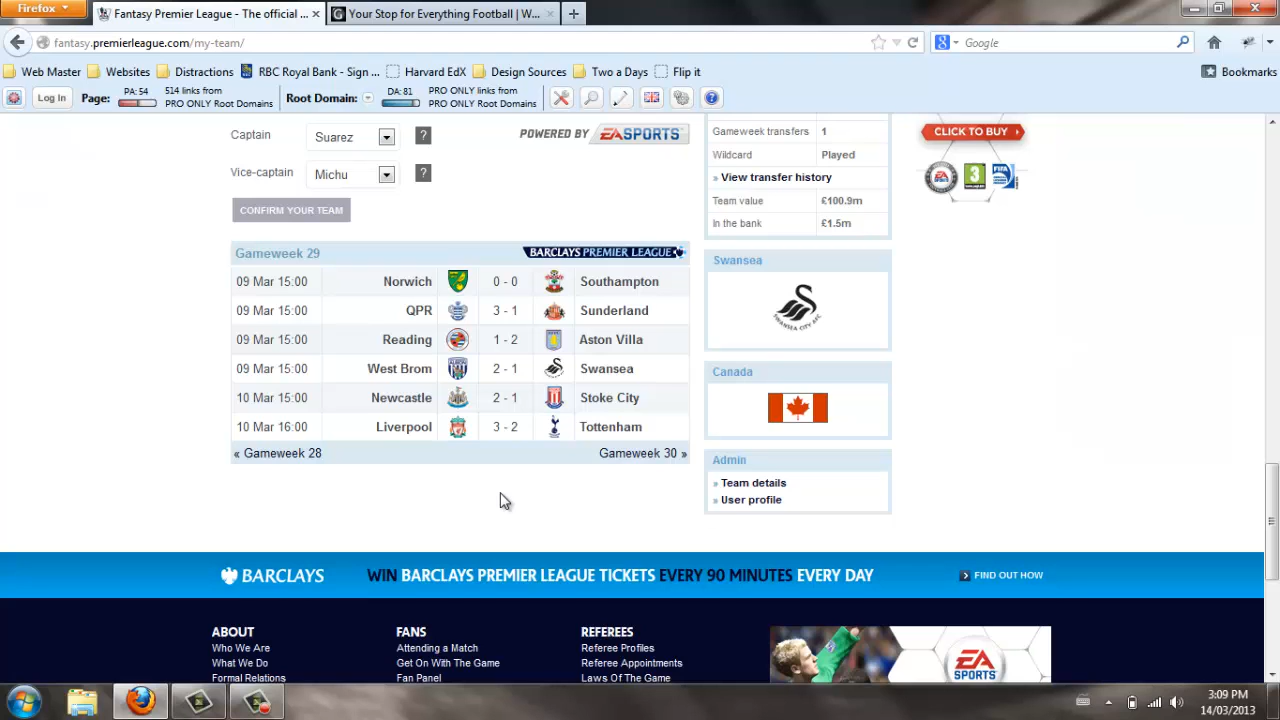 Firefox
Fantasy Premier League - The official ...
Your Stop for Everything Football | W...
fantasy.premierleague.com/my-team/
Google
Web Master
Websites
Distractions
RBC Royal Bank - Sign ...
Harvard EdX
Design Sources
Two a Days
Flip it
Bookmarks
Log In
Page:
PA: 54
514 links from
PRO ONLY Root Domains
Root Domain:
DA: 81
PRO ONLY links from
PRO ONLY Root Domains
Captain
Suarez
?
POWERED BY EA SPORTS
Vice-captain
Michu
?
CONFIRM YOUR TEAM
Gameweek 29
BARCLAYS PREMIER LEAGUE
09 Mar 15:00 Norwich 0 - 0 Southampton
09 Mar 15:00 QPR 3 - 1 Sunderland
09 Mar 15:00 Reading 1 - 2 Aston Villa
09 Mar 15:00 West Brom 2 - 1 Swansea
10 Mar 15:00 Newcastle 2 - 1 Stoke City
10 Mar 16:00 Liverpool 3 - 2 Tottenham
« Gameweek 28
Gameweek 30 »
Gameweek transfers 1
Wildcard Played
» View transfer history
Team value £100.9m
In the bank £1.5m
Swansea
SWANSEA CITY AFC
Canada
Admin
» Team details
» User profile
CLICK TO BUY
EA SPORTS
3
FIFA
BARCLAYS
WIN BARCLAYS PREMIER LEAGUE TICKETS EVERY 90 MINUTES EVERY DAY
FIND OUT HOW
ABOUT
Who We Are
What We Do
Formal Relations
FANS
Attending a Match
Get On With The Game
Fan Panel
REFEREES
Referee Profiles
Referee Appointments
Laws Of The Game
EA SPORTS
3:09 PM
14/03/2013